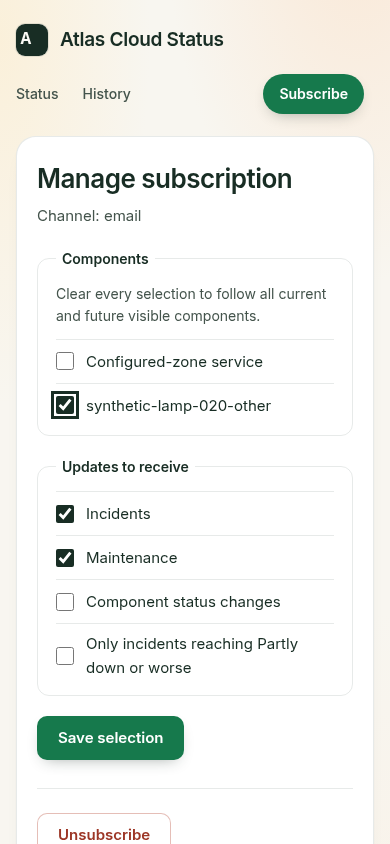 A
Atlas Cloud Status
Status
History
Subscribe
Manage subscription
Channel: email
Components
Clear every selection to follow all current
and future visible components.
Configured-zone service
synthetic-lamp-020-other
Updates to receive
Incidents
Maintenance
Component status changes
Only incidents reaching Partly
down or worse
Save selection
Unsubscribe